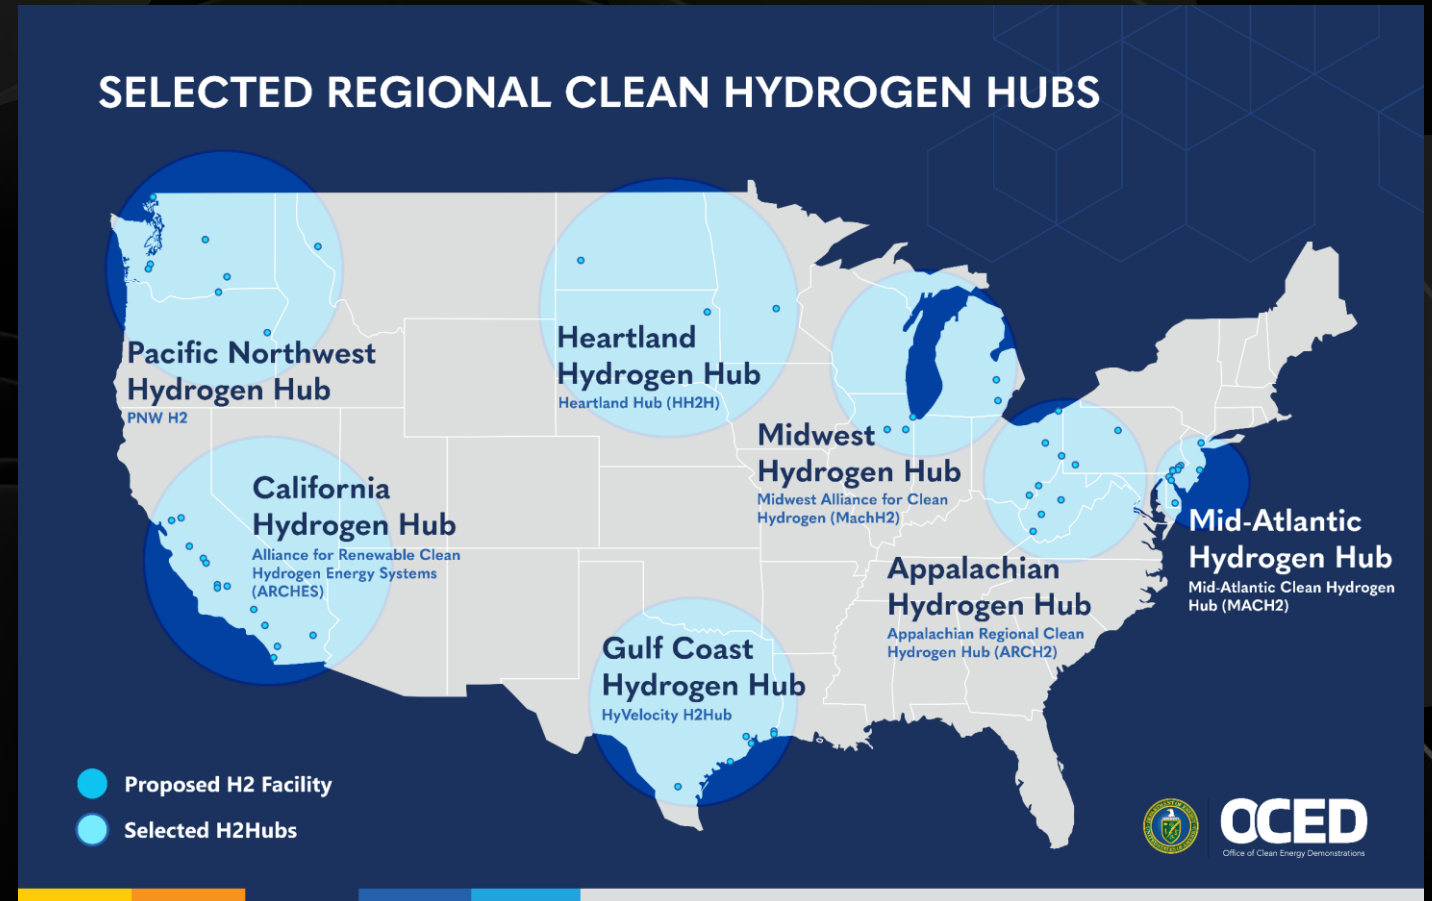 SELECTED REGIONAL CLEAN HYDROGEN HUBS
Pacific Northwest
Hydrogen Hub
PNW H2
Heartland
Hydrogen Hub
Heartland Hub (HH2H)
Midwest
Hydrogen Hub
Midwest Alliance for Clean
Hydrogen (MachH2)
California
Hydrogen Hub
Alliance for Renewable Clean
Hydrogen Energy Systems
(ARCHES)
Mid-Atlantic
Hydrogen Hub
Mid-Atlantic Clean Hydrogen
Hub (MACH2)
Appalachian
Hydrogen Hub
Appalachian Regional Clean
Hydrogen Hub (ARCH2)
Gulf Coast
Hydrogen Hub
HyVelocity H2Hub
Proposed H2 Facility
Selected H2Hubs
OCED
Office of Clean Energy Demonstrations